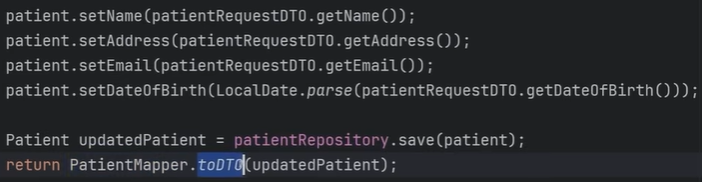 patient.setName(patientRequestDTO.getName());
patient.setAddress(patientRequestDTO.getAddress());
patient.setEmail(patientRequestDTO.getEmail());
patient.setDateOfBirth(LocalDate.parse(patientRequestDTO.getDateOfBirth()));
Patient updatedPatient = patientRepository.save(patient);
return PatientMapper.toDTO(updatedPatient);